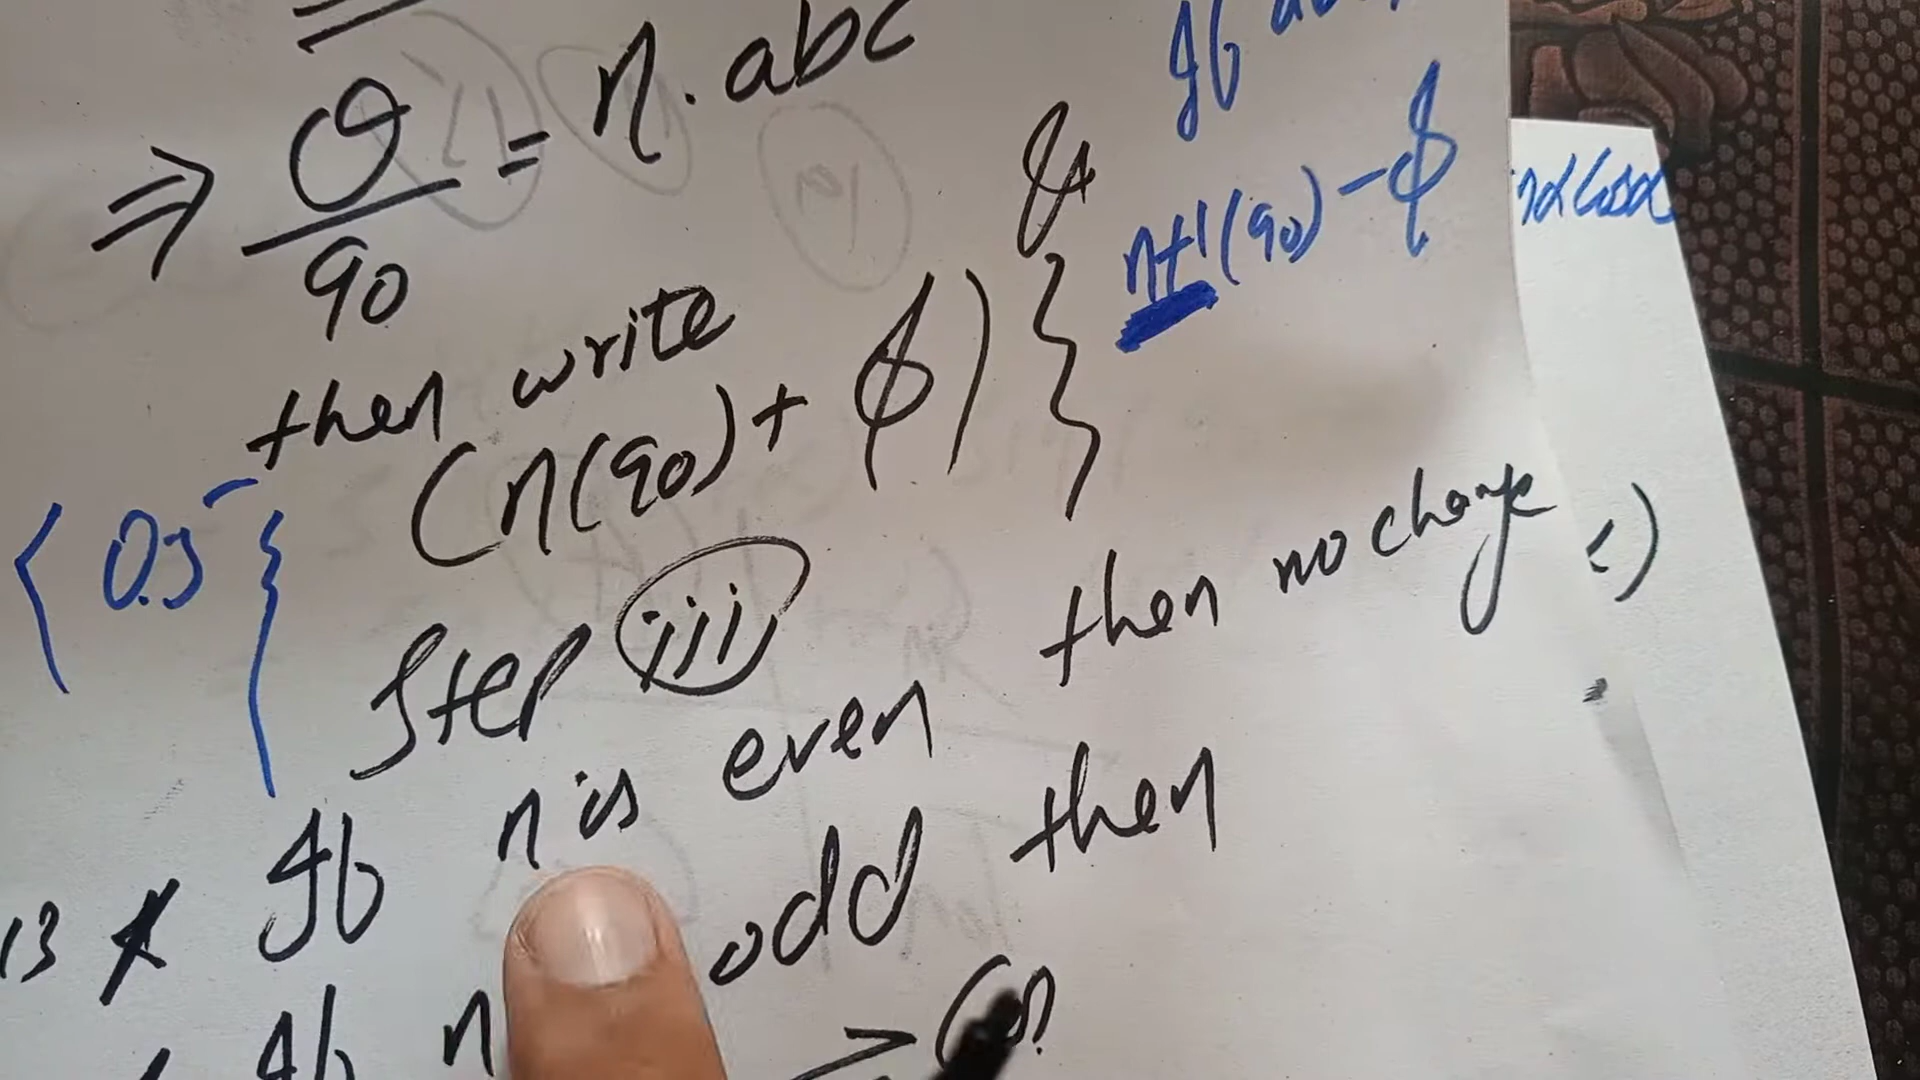 If
⇒ θ/90 = n.abc
&
n+1(90) - ϕ
then write
(n(90) + ϕ)
< 0.5
Step iii
* If n is even then no change :)
If n odd then
→ Cos
13